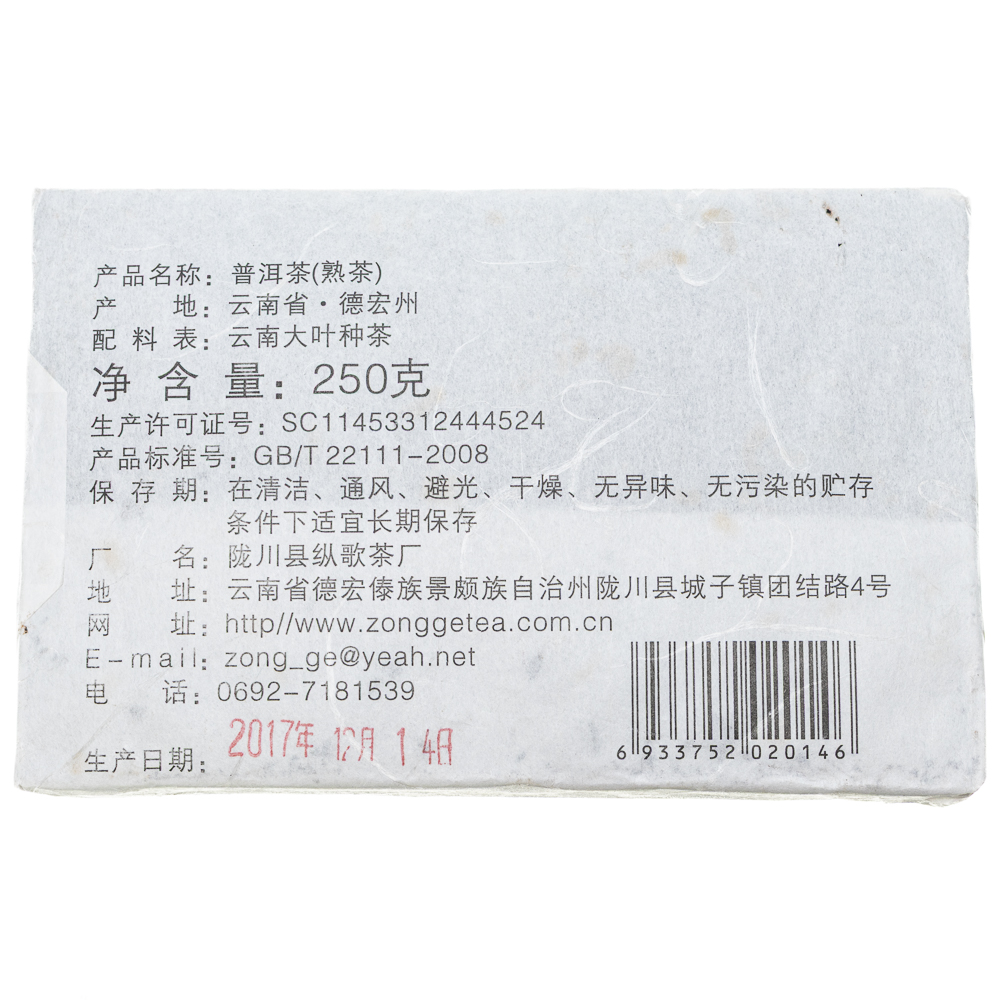 产品名称：普洱茶(熟茶)
产 地：云南省·德宏州
配 料 表：云南大叶种茶
净 含 量：250克
生产许可证号：SC11453312444524
产品标准号：GB/T 22111-2008
保 存 期：在清洁、通风、避光、干燥、无异味、无污染的贮存
条件下适宜长期保存
厂 名：陇川县纵歌茶厂
地 址：云南省德宏傣族景颇族自治州陇川县城子镇团结路4号
网 址：http//www.zonggetea.com.cn
E-mail：zong_ge@yeah.net
电 话：0692-7181539
生产日期：2017年 12月 14日
6 933752 020146